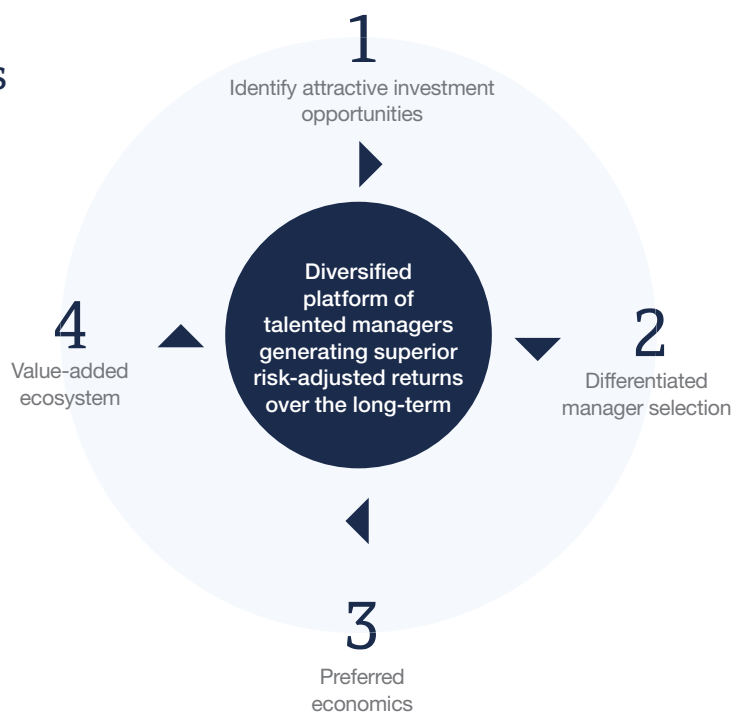 s
1
Identify attractive investment
opportunities
Diversified
platform of
talented managers
generating superior
risk-adjusted returns
over the long-term
4
Value-added
ecosystem
2
Differentiated
manager selection
3
Preferred
economics